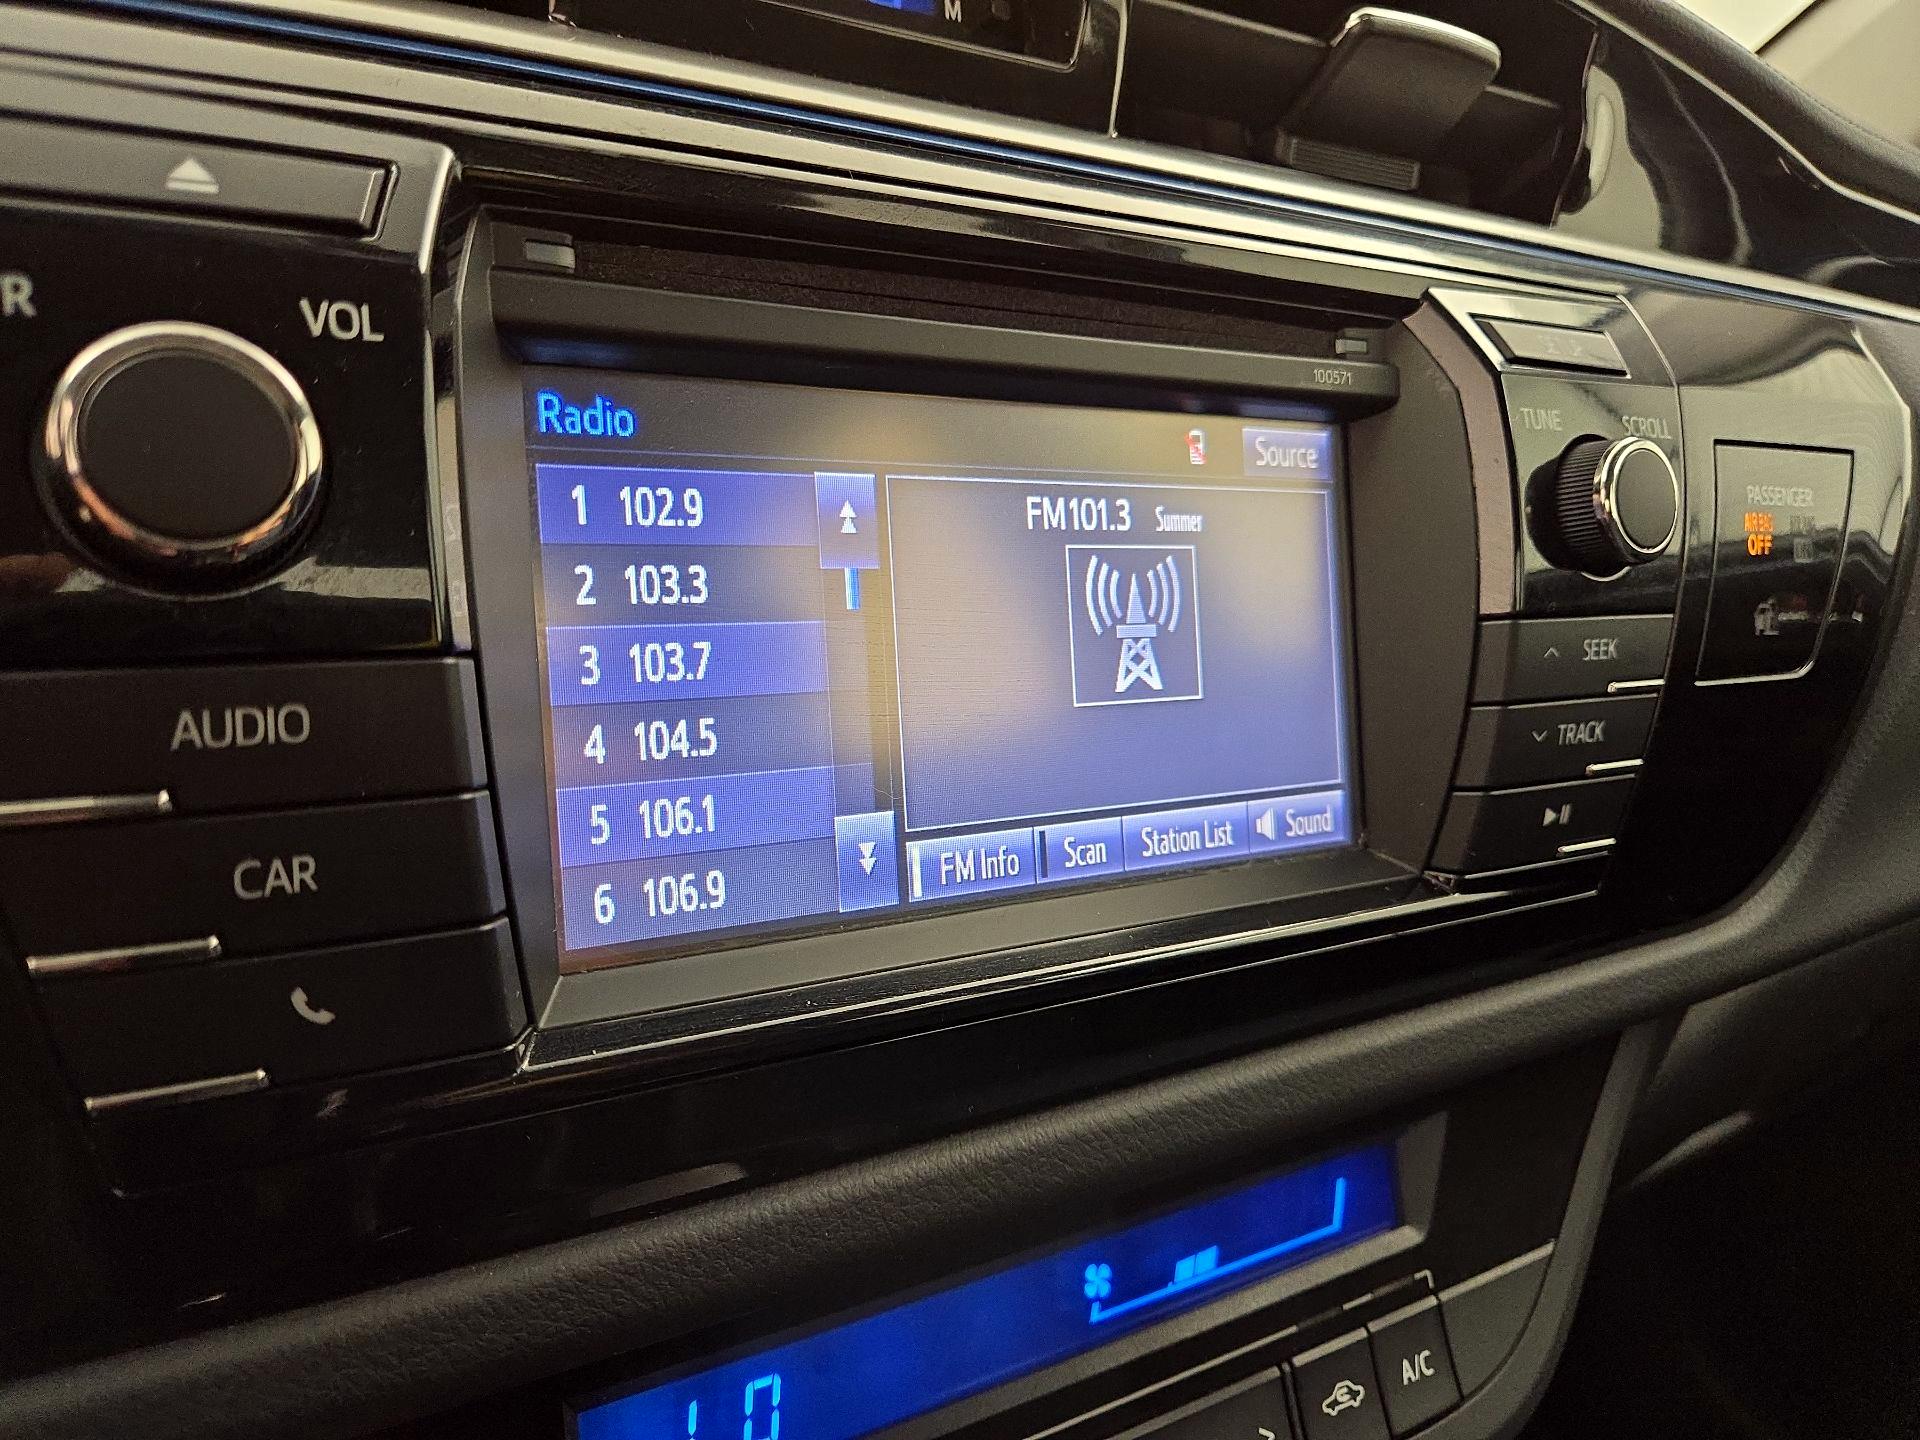 M
R
VOL
100571
Radio
Source
TUNE
SCROLL
1 102.9
FM101.3 Summer
PASSENGER
AIR BAG
OFF
2 103.3
3 103.7
SEEK
4 104.5
TRACK
AUDIO
5 106.1
FM Info
Scan
Station List
Sound
CAR
6 106.9
A/C